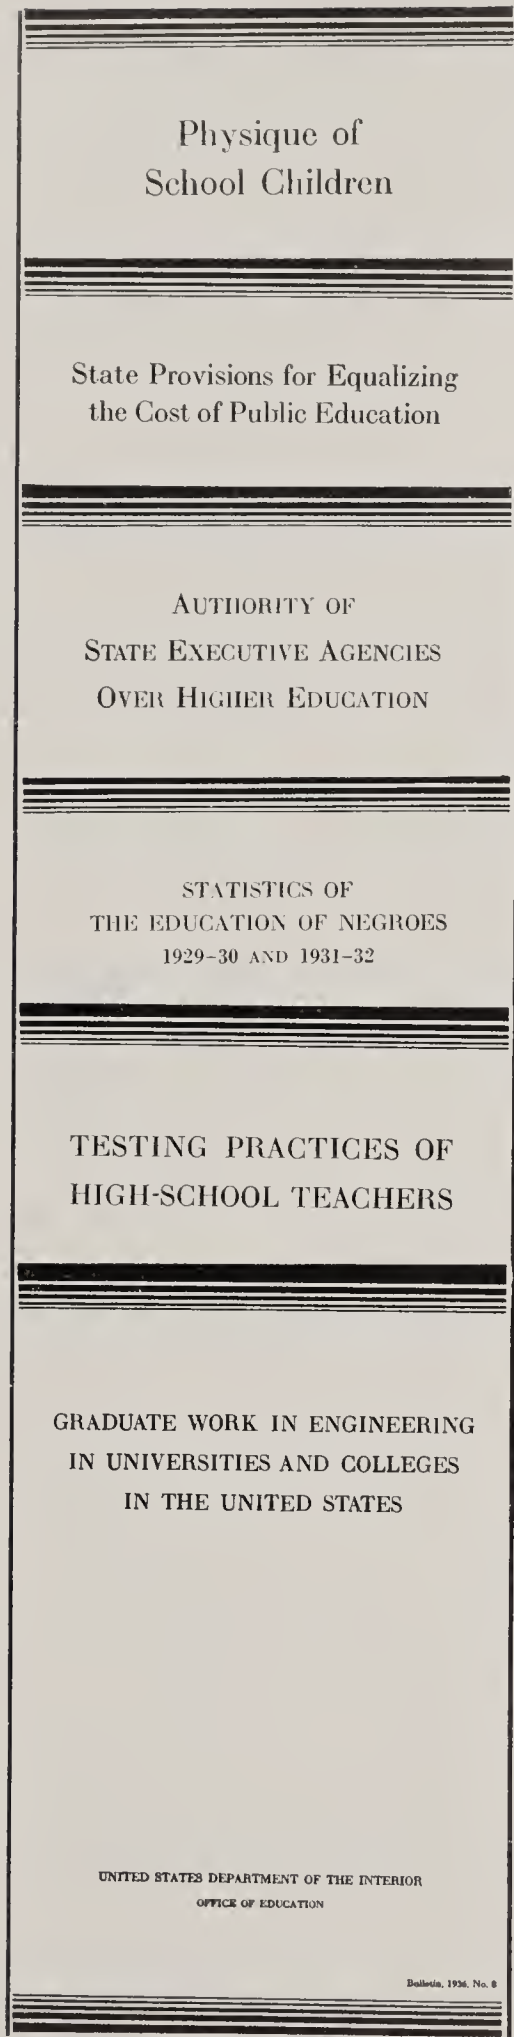 Physique of
School Children
State Provisions for Equalizing
the Cost of Public Education
AUTHORITY OF
STATE EXECUTIVE AGENCIES
OVER HIGHER EDUCATION
STATISTICS OF
THE EDUCATION OF NEGROES
1929-30 AND 1931-32
TESTING PRACTICES OF
HIGH-SCHOOL TEACHERS
GRADUATE WORK IN ENGINEERING
IN UNIVERSITIES AND COLLEGES
IN THE UNITED STATES
UNITED STATES DEPARTMENT OF THE INTERIOR
OFFICE OF EDUCATION
Bulletin, 1936, No. 8